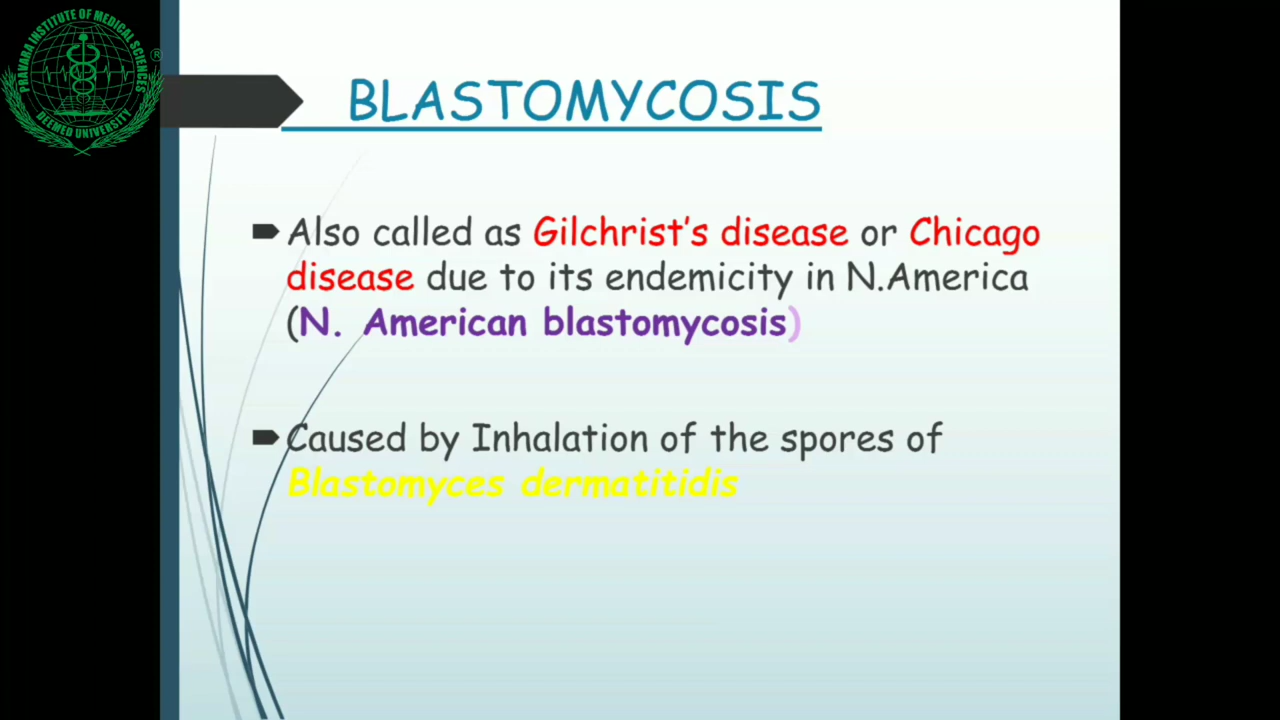 PRAVARA INSTITUTE OF MEDICAL SCIENCES
DEEMED UNIVERSITY
®
BLASTOMYCOSIS
Also called as Gilchrist's disease or Chicago
disease due to its endemicity in N.America
(N. American blastomycosis)
Caused by Inhalation of the spores of
Blastomyces dermatitidis